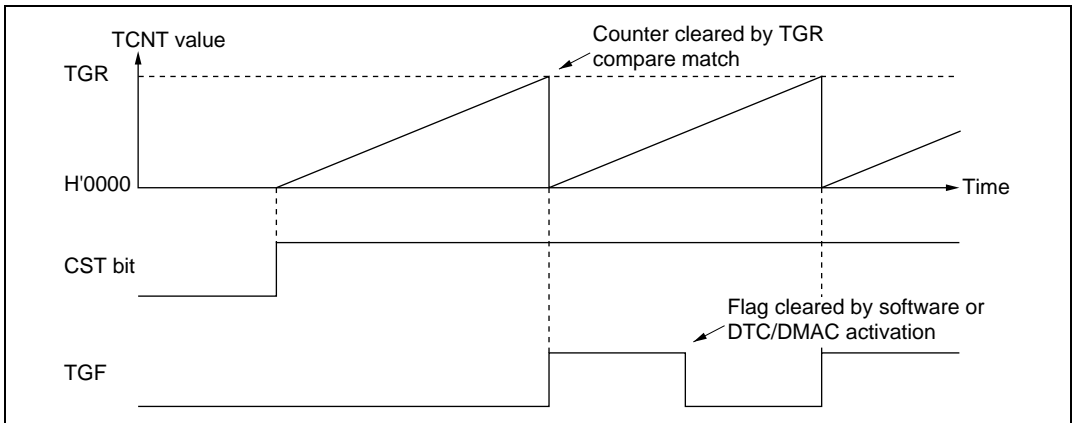 TCNT value
Counter cleared by TGR
compare match
TGR
H'0000
Time
CST bit
Flag cleared by software or
DTC/DMAC activation
TGF